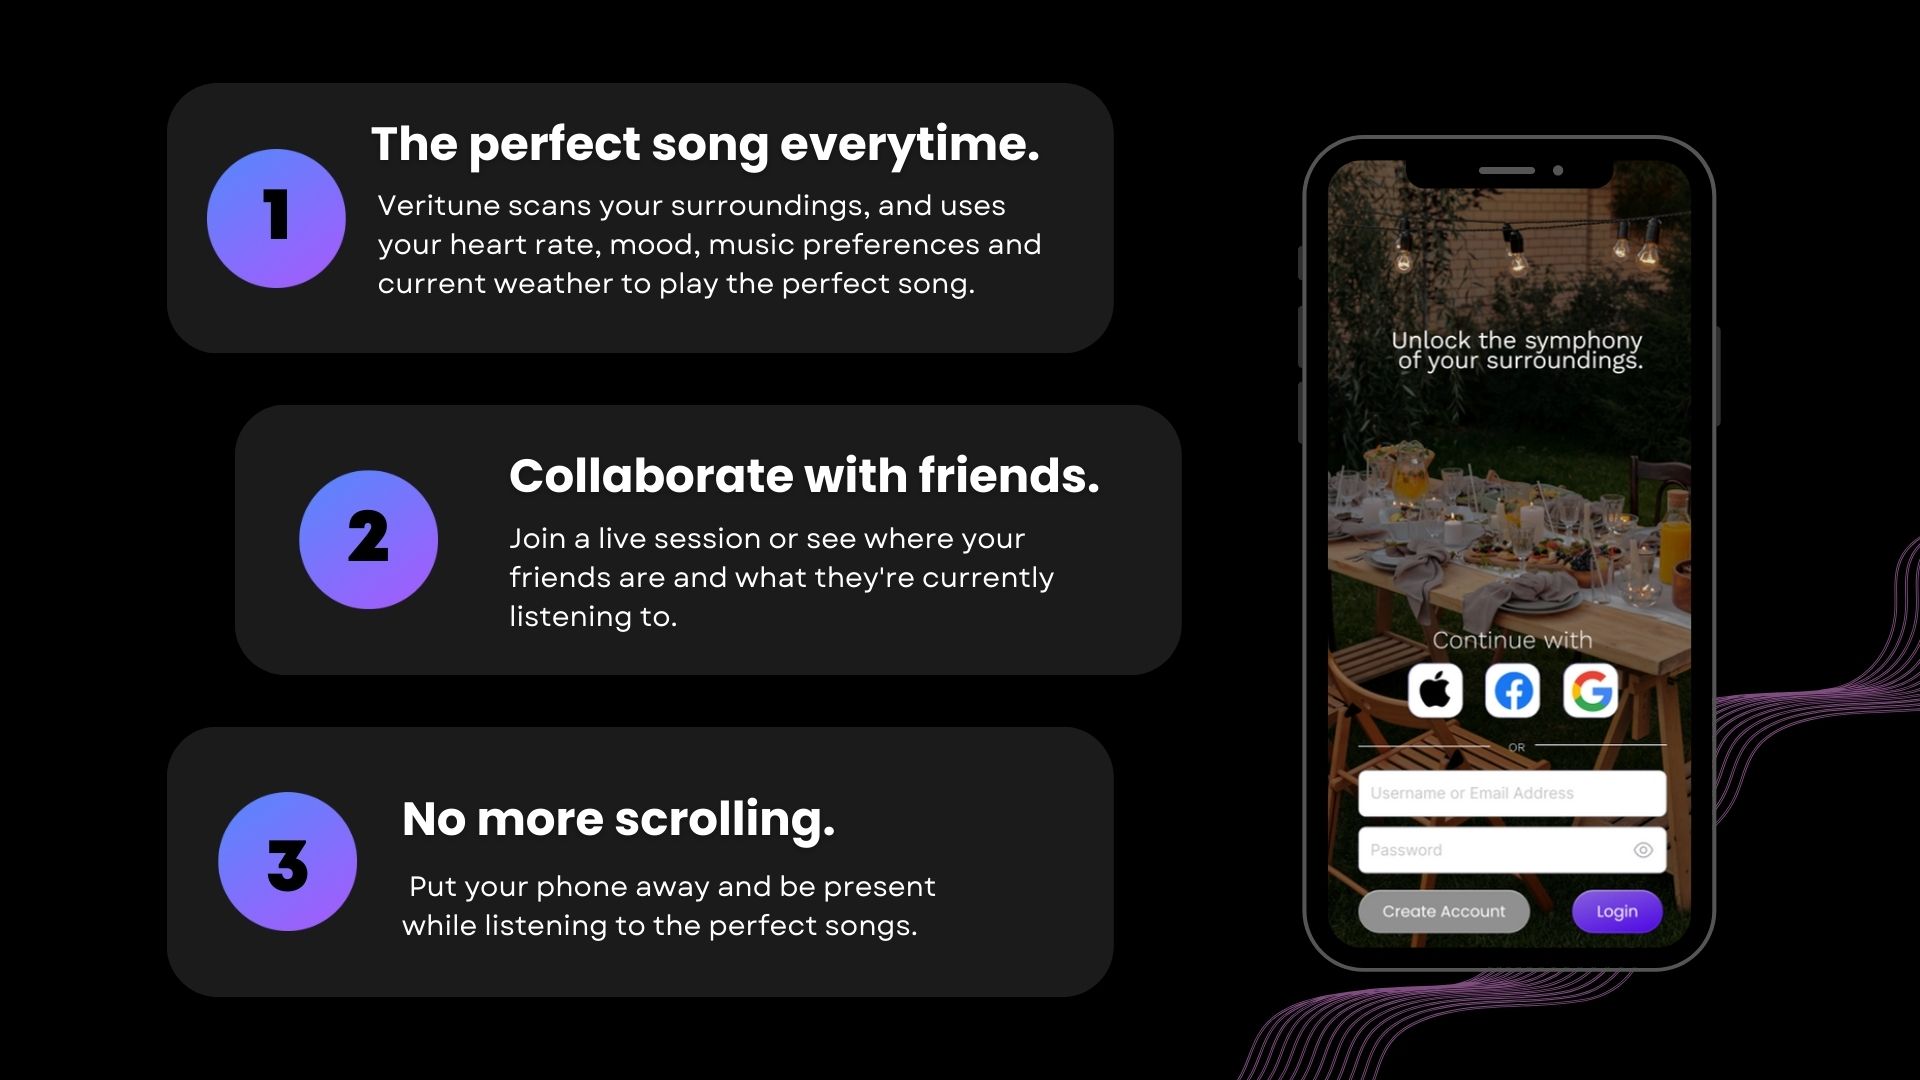 1
The perfect song everytime.
Veritune scans your surroundings, and uses
your heart rate, mood, music preferences and
current weather to play the perfect song.
2
Collaborate with friends.
Join a live session or see where your
friends are and what they're currently
listening to.
3
No more scrolling.
Put your phone away and be present
while listening to the perfect songs.
Unlock the symphony
of your surroundings.
Continue with
OR
Username or Email Address
Password
Create Account
Login